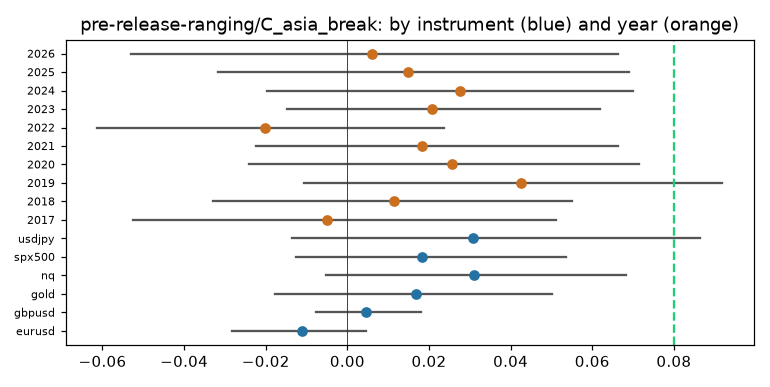 pre-release-ranging/C_asia_break: by instrument (blue) and year (orange)
2026
2025
2024
2023
2022
2021
2020
2019
2018
2017
usdjpy
spx500
nq
gold
gbpusd
eurusd
−0.06 −0.04 −0.02 0.00 0.02 0.04 0.06 0.08